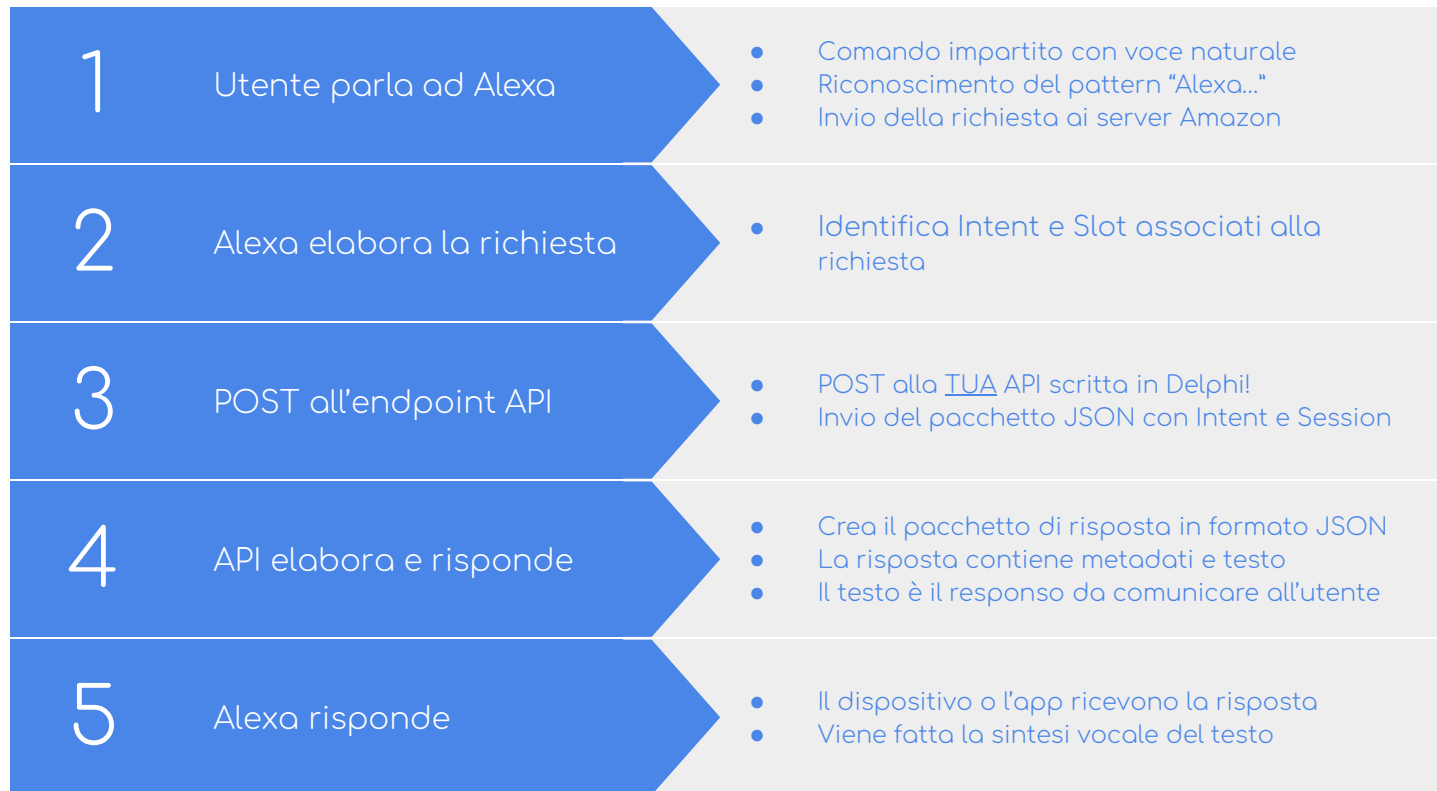 1
Utente parla ad Alexa
● Comando impartito con voce naturale
● Riconoscimento del pattern “Alexa...”
● Invio della richiesta ai server Amazon
2
Alexa elabora la richiesta
● Identifica Intent e Slot associati alla
richiesta
3
POST all’endpoint API
● POST alla TUA API scritta in Delphi!
● Invio del pacchetto JSON con Intent e Session
4
API elabora e risponde
● Crea il pacchetto di risposta in formato JSON
● La risposta contiene metadati e testo
● Il testo è il responso da comunicare all’utente
5
Alexa risponde
● Il dispositivo o l’app ricevono la risposta
● Viene fatta la sintesi vocale del testo